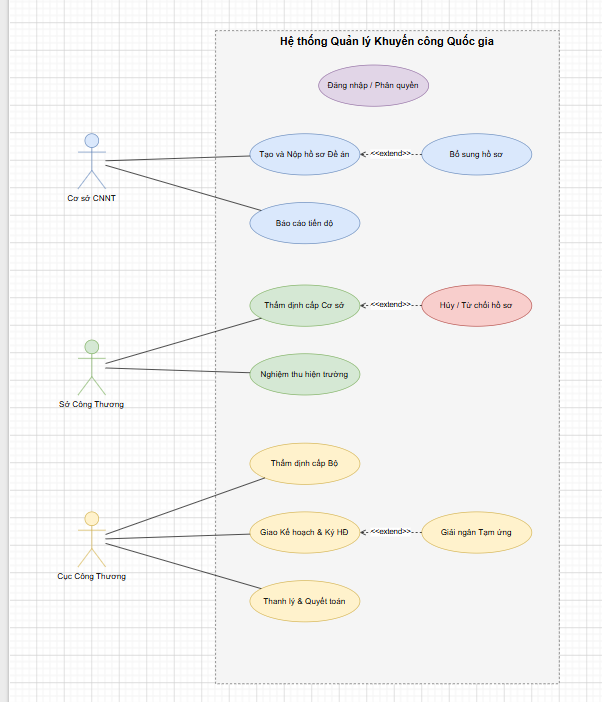 Hệ thống Quản lý Khuyến công Quốc gia
Đăng nhập / Phân quyền
Tạo và Nộp hồ sơ Đề án
<<extend>>
Bổ sung hồ sơ
Cơ sở CNNT
Báo cáo tiến độ
Thẩm định cấp Cơ sở
<<extend>>
Hủy / Từ chối hồ sơ
Nghiệm thu hiện trường
Sở Công Thương
Thẩm định cấp Bộ
Giao Kế hoạch & Ký HĐ
<<extend>>
Giải ngân Tạm ứng
Cục Công Thương
Thanh lý & Quyết toán